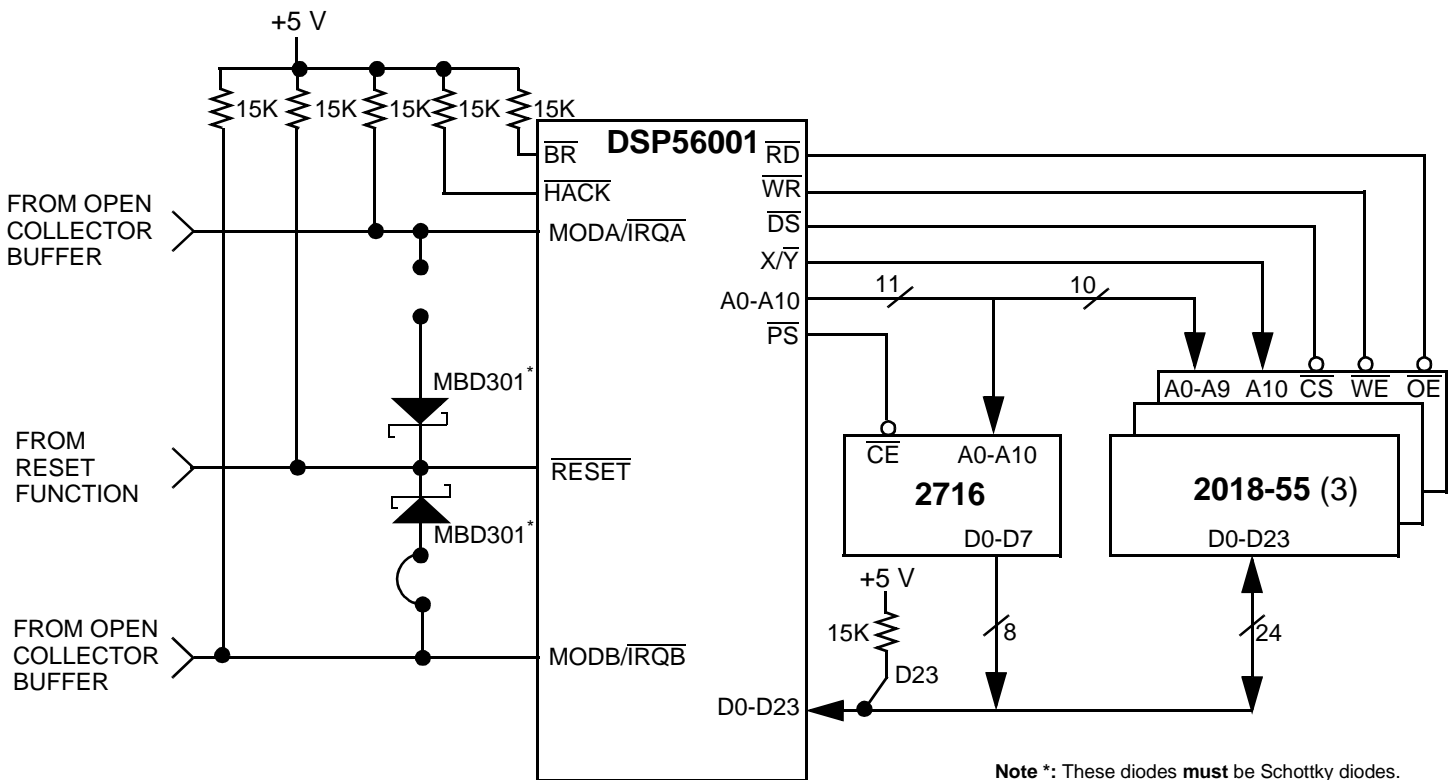 +5 V
15K 15K 15K 15K 15K
DSP56001
BR
HACK
MODA/IRQA
RESET
MODB/IRQB
RD
WR
DS
X/Y
A0-A10
PS
D0-D23
FROM OPEN
COLLECTOR
BUFFER
FROM
RESET
FUNCTION
FROM OPEN
COLLECTOR
BUFFER
MBD301*
MBD301*
11
10
A0-A9 A10 CS WE OE
CE A0-A10
2716
D0-D7
2018-55 (3)
D0-D23
+5 V
15K
D23
8
24
Note *: These diodes must be Schottky diodes.